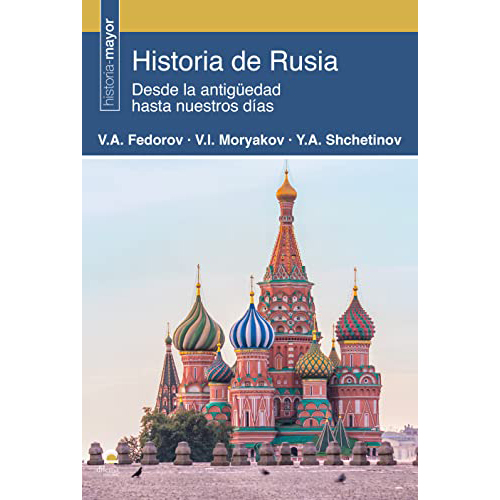 historia-mayor
Historia de Rusia
Desde la antigüedad
hasta nuestros días
V.A. Fedorov · V.I. Moryakov · Y.A. Shchetinov